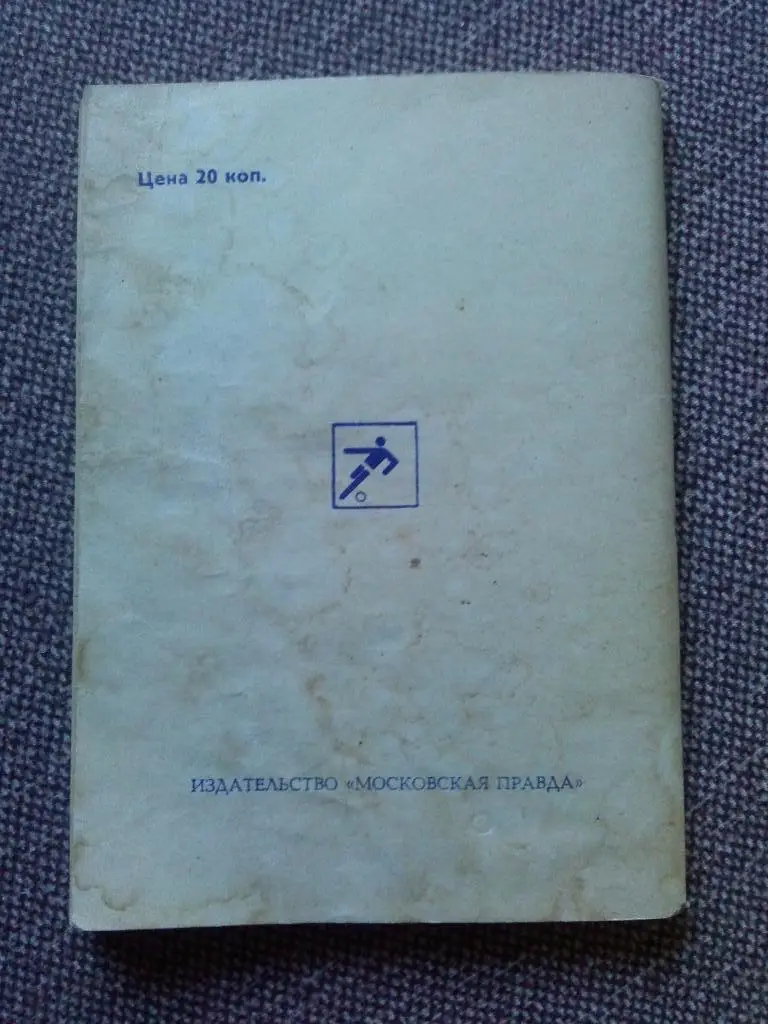 Цена 20 коп.
ИЗДАТЕЛЬСТВО «МОСКОВСКАЯ ПРАВДА»